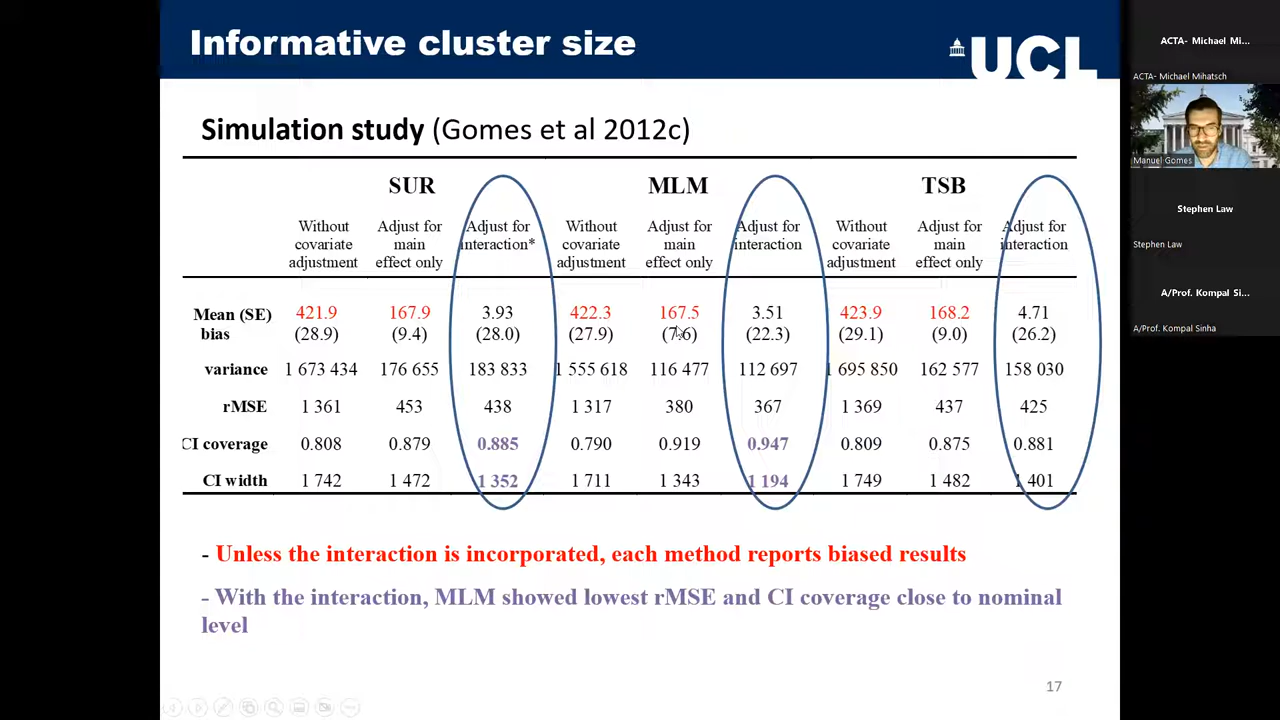 Informative cluster size
UCL
Simulation study (Gomes et al 2012c)
SUR MLM TSB
Without covariate adjustment
Adjust for main effect only
Adjust for interaction*
Without covariate adjustment
Adjust for main effect only
Adjust for interaction
Without covariate adjustment
Adjust for main effect only
Adjust for interaction
Mean (SE) 421.9 167.9 3.93 422.3 167.5 3.51 423.9 168.2 4.71
bias (28.9) (9.4) (28.0) (27.9) (7.6) (22.3) (29.1) (9.0) (26.2)
variance 1 673 434 176 655 183 833 1 555 618 116 477 112 697 1 695 850 162 577 158 030
rMSE 1 361 453 438 1 317 380 367 1 369 437 425
CI coverage 0.808 0.879 0.885 0.790 0.919 0.947 0.809 0.875 0.881
CI width 1 742 1 472 1 352 1 711 1 343 1 194 1 749 1 482 1 401
- Unless the interaction is incorporated, each method reports biased results
- With the interaction, MLM showed lowest rMSE and CI coverage close to nominal
level
17
ACTA- Michael Mi...
ACTA- Michael Mihatsch
Manuel Gomes
Stephen Law
Stephen Law
A/Prof. Kompal Si...
A/Prof. Kompal Sinha